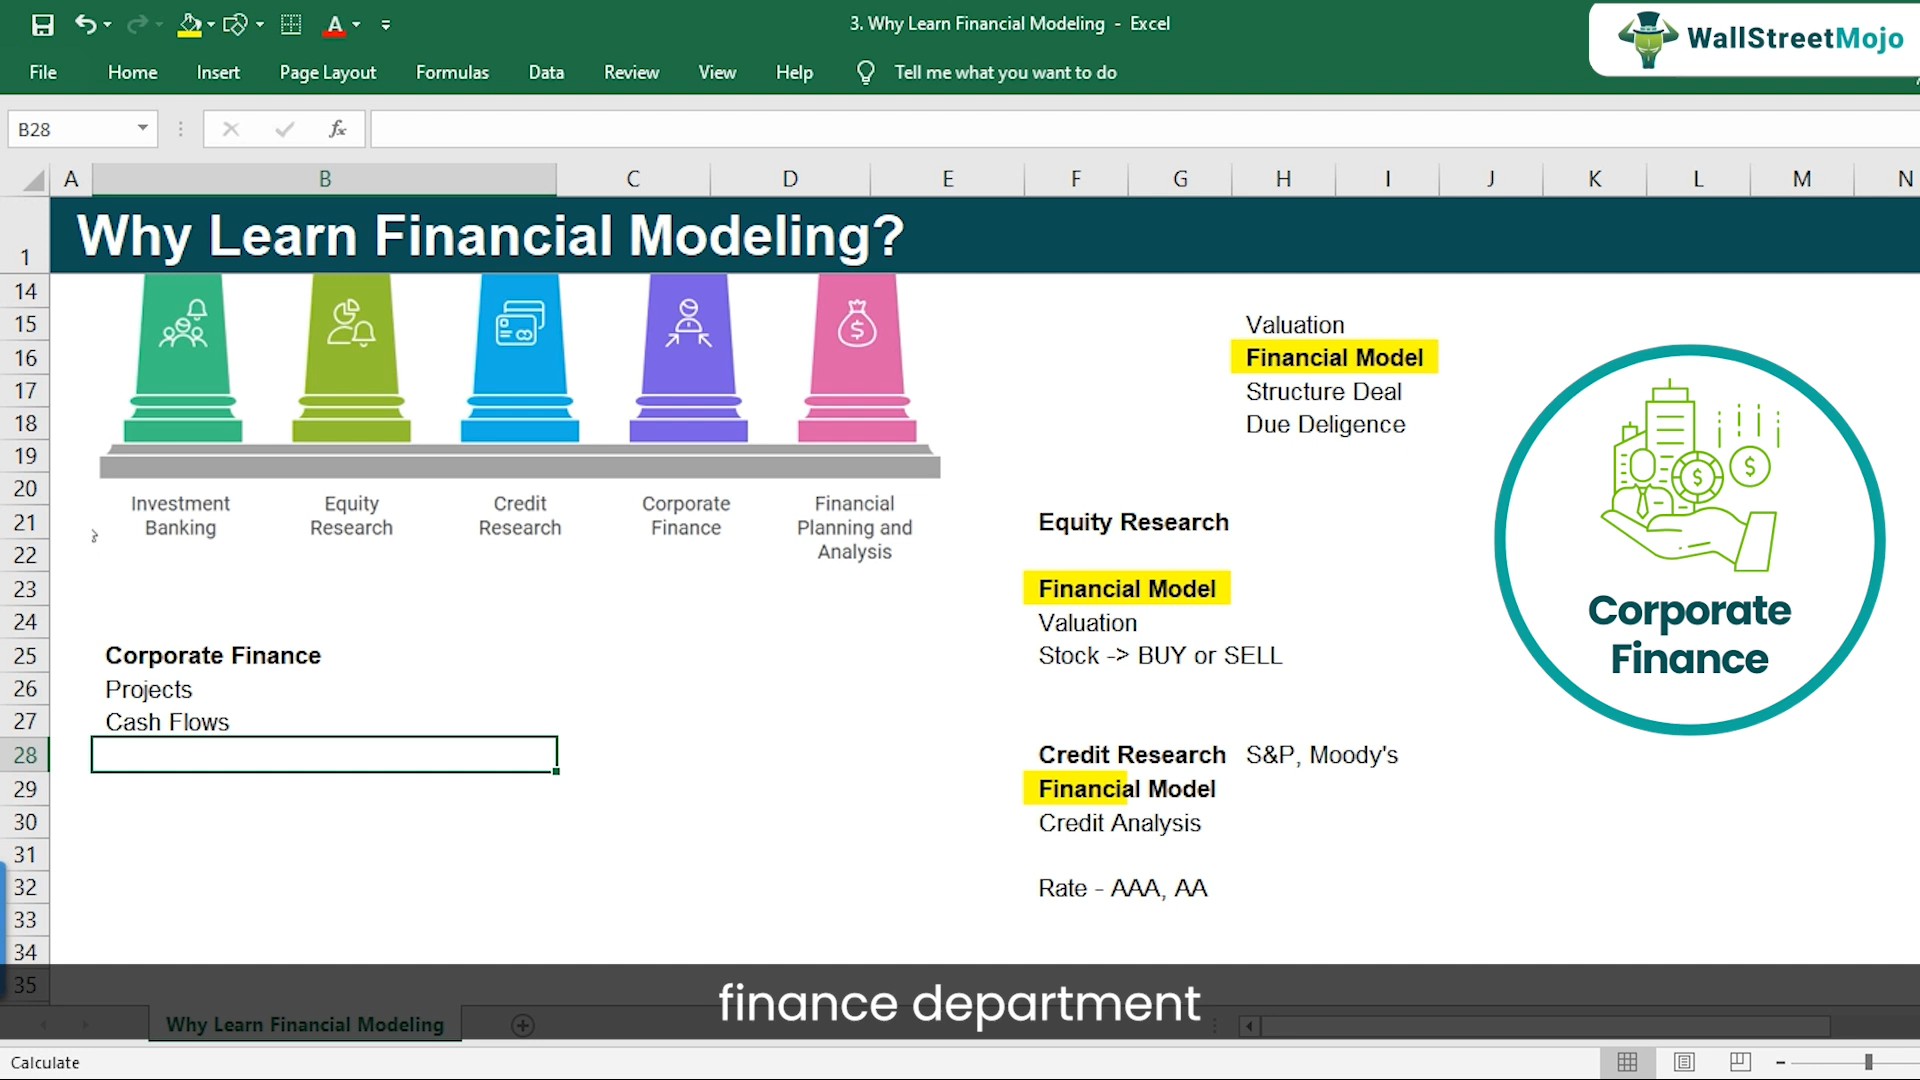 3. Why Learn Financial Modeling - Excel
WallStreetMojo
File Home Insert Page Layout Formulas Data Review View Help Tell me what you want to do
B28
fx
A B C D E F G H I J K L M N
1 Why Learn Financial Modeling?
14
15 Valuation
16 Financial Model
17 Structure Deal
18 Due Deligence
19
20
Investment Banking
Equity Research
Credit Research
Corporate Finance
Financial Planning and Analysis
21 Equity Research
22
23 Financial Model
24 Valuation
25 Corporate Finance Stock -> BUY or SELL
26 Projects
27 Cash Flows
28 Credit Research S&P, Moody's
29 Financial Model
30 Credit Analysis
31
32 Rate - AAA, AA
33
34
35
Corporate
Finance
finance department
Why Learn Financial Modeling
Calculate